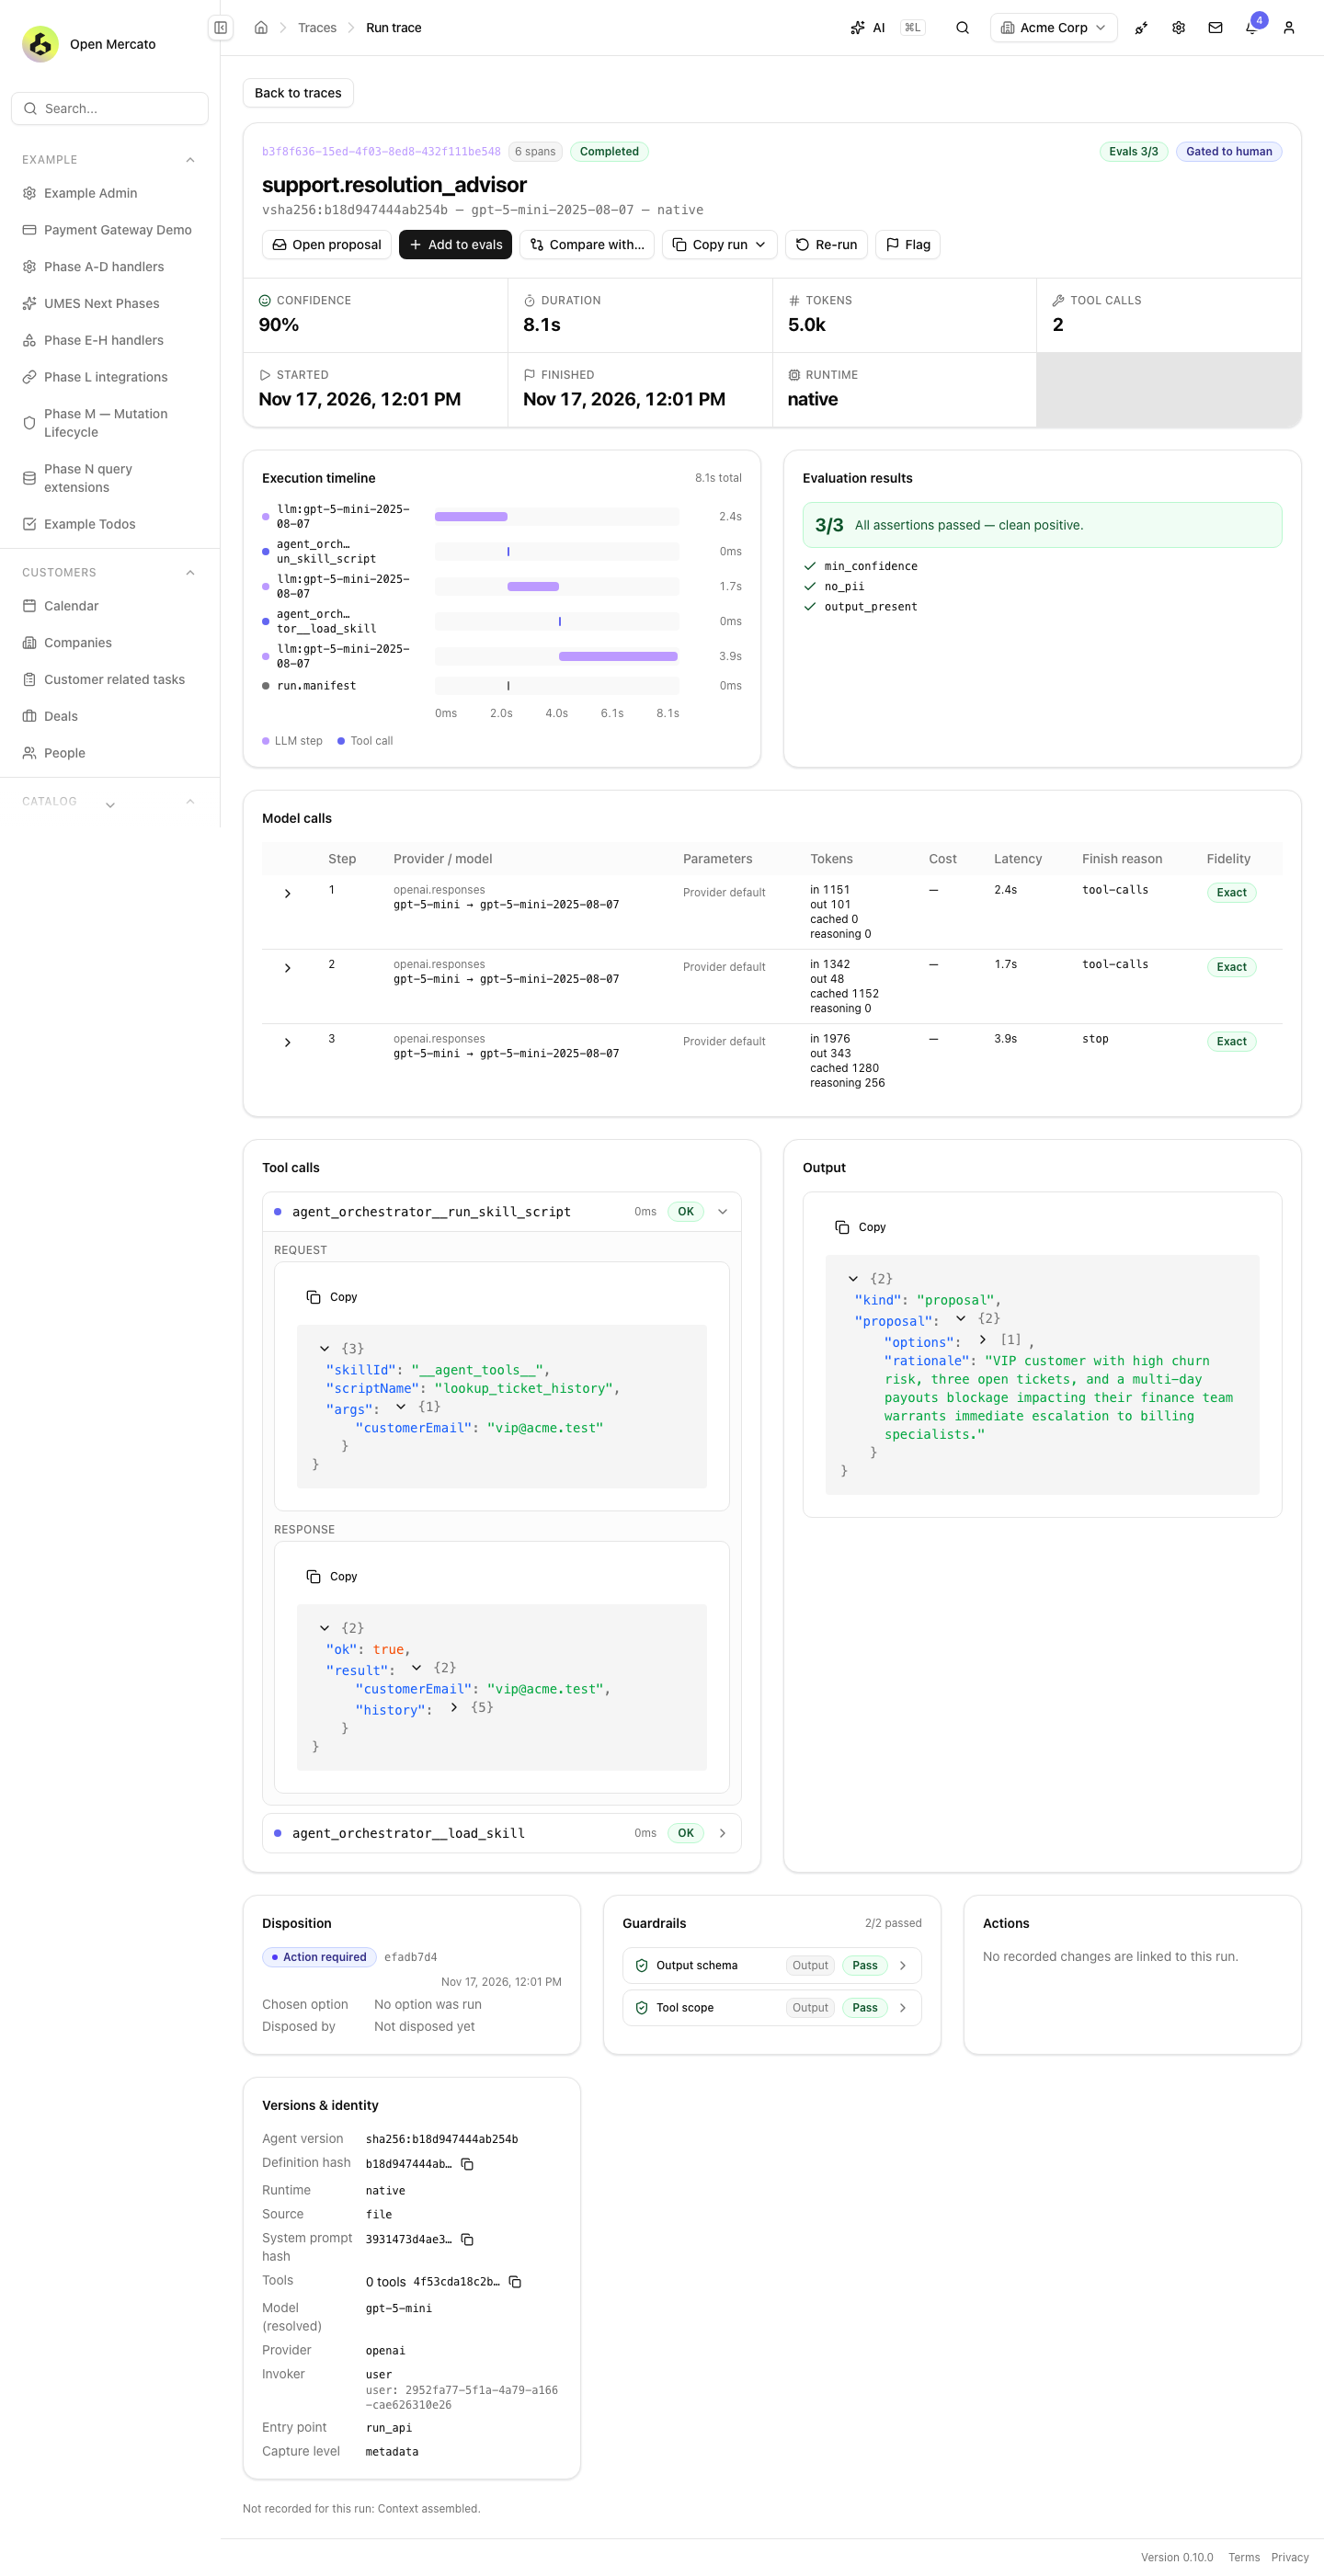 Open Mercato
Search...
EXAMPLE
Example Admin
Payment Gateway Demo
Phase A-D handlers
UMES Next Phases
Phase E-H handlers
Phase L integrations
Phase M — Mutation
Lifecycle
Phase N query
extensions
Example Todos
CUSTOMERS
Calendar
Companies
Customer related tasks
Deals
People
CATALOG
Traces
Run trace
AI
⌘L
Acme Corp
4
Back to traces
b3f8f636-15ed-4f03-8ed8-432f111be548 6 spans Completed
Evals 3/3 Gated to human
support.resolution_advisor
vsha256:b18d947444ab254b — gpt-5-mini-2025-08-07 — native
Open proposal
Add to evals
Compare with...
Copy run
Re-run
Flag
CONFIDENCE
90%
DURATION
8.1s
TOKENS
5.0k
TOOL CALLS
2
STARTED
Nov 17, 2026, 12:01 PM
FINISHED
Nov 17, 2026, 12:01 PM
RUNTIME
native
Execution timeline
8.1s total
llm:gpt-5-mini-2025-
08-07
2.4s
agent_orch…
un_skill_script
0ms
llm:gpt-5-mini-2025-
08-07
1.7s
agent_orch…
tor__load_skill
0ms
llm:gpt-5-mini-2025-
08-07
3.9s
run.manifest
0ms
0ms 2.0s 4.0s 6.1s 8.1s
LLM step Tool call
Evaluation results
3/3 All assertions passed — clean positive.
min_confidence
no_pii
output_present
Model calls
Step Provider / model Parameters Tokens Cost Latency Finish reason Fidelity
1 openai.responses Provider default in 1151 — 2.4s tool-calls Exact
gpt-5-mini → gpt-5-mini-2025-08-07 out 101
cached 0
reasoning 0
2 openai.responses Provider default in 1342 — 1.7s tool-calls Exact
gpt-5-mini → gpt-5-mini-2025-08-07 out 48
cached 1152
reasoning 0
3 openai.responses Provider default in 1976 — 3.9s stop Exact
gpt-5-mini → gpt-5-mini-2025-08-07 out 343
cached 1280
reasoning 256
Tool calls
agent_orchestrator__run_skill_script 0ms OK
REQUEST
Copy
{3}
"skillId": "__agent_tools__",
"scriptName": "lookup_ticket_history",
"args": {1}
"customerEmail": "vip@acme.test"
}
}
RESPONSE
Copy
{2}
"ok": true,
"result": {2}
"customerEmail": "vip@acme.test",
"history": {5}
}
}
agent_orchestrator__load_skill 0ms OK
Output
Copy
{2}
"kind": "proposal",
"proposal": {2}
"options": [1] ,
"rationale": "VIP customer with high churn
risk, three open tickets, and a multi-day
payouts blockage impacting their finance team
warrants immediate escalation to billing
specialists."
}
}
Disposition
Action required efadb7d4
Nov 17, 2026, 12:01 PM
Chosen option No option was run
Disposed by Not disposed yet
Guardrails 2/2 passed
Output schema Output Pass
Tool scope Output Pass
Actions
No recorded changes are linked to this run.
Versions & identity
Agent version sha256:b18d947444ab254b
Definition hash b18d947444ab…
Runtime native
Source file
System prompt 3931473d4ae3…
hash
Tools 0 tools 4f53cda18c2b…
Model gpt-5-mini
(resolved)
Provider openai
Invoker user
user: 2952fa77-5f1a-4a79-a166
-cae626310e26
Entry point run_api
Capture level metadata
Not recorded for this run: Context assembled.
Version 0.10.0 Terms Privacy